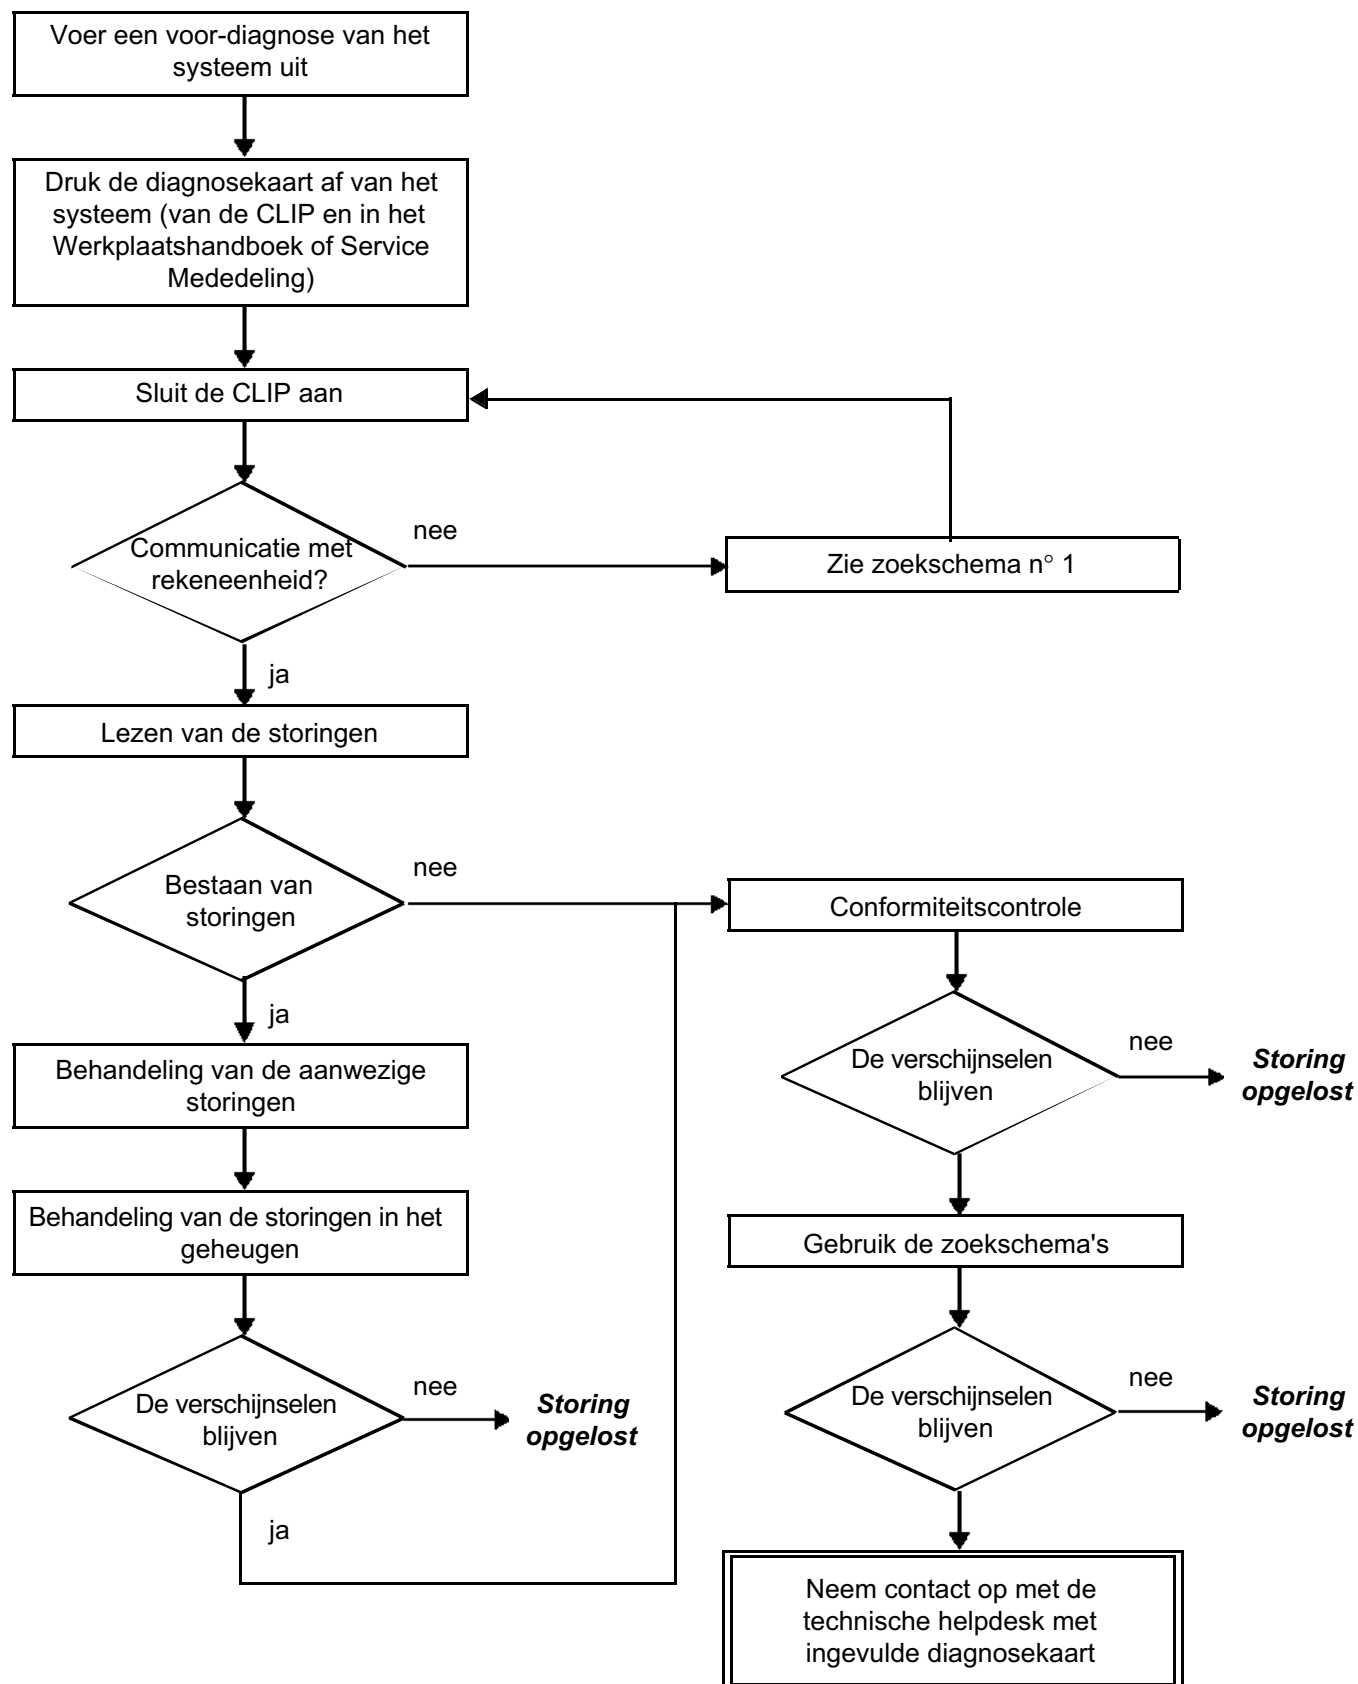 Voer een voor-diagnose van het
systeem uit
Druk de diagnosekaart af van het
systeem (van de CLIP en in het
Werkplaatshandboek of Service
Mededeling)
Sluit de CLIP aan
Communicatie met
rekeneenheid?
nee
Zie zoekschema n° 1
ja
Lezen van de storingen
Bestaan van
storingen
nee
ja
Behandeling van de aanwezige
storingen
Behandeling van de storingen in het
geheugen
De verschijnselen
blijven
nee
Storing
opgelost
ja
Conformiteitscontrole
De verschijnselen
blijven
nee
Storing
opgelost
Gebruik de zoekschema's
De verschijnselen
blijven
nee
Storing
opgelost
Neem contact op met de
technische helpdesk met
ingevulde diagnosekaart